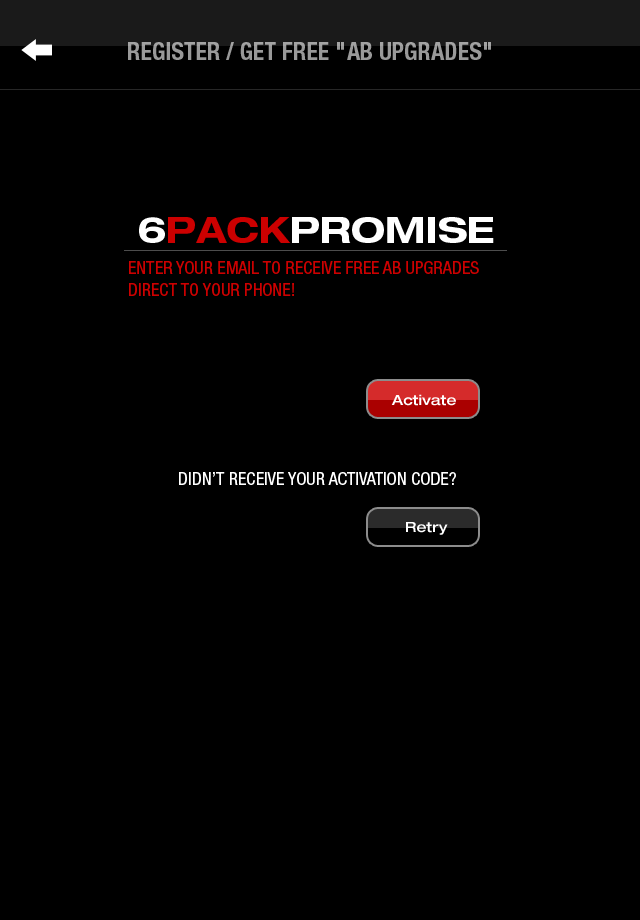 REGISTER / GET FREE "AB UPGRADES"
6PACKPROMISE
ENTER YOUR EMAIL TO RECEIVE FREE AB UPGRADES
DIRECT TO YOUR PHONE!
Activate
DIDN'T RECEIVE YOUR ACTIVATION CODE?
Retry